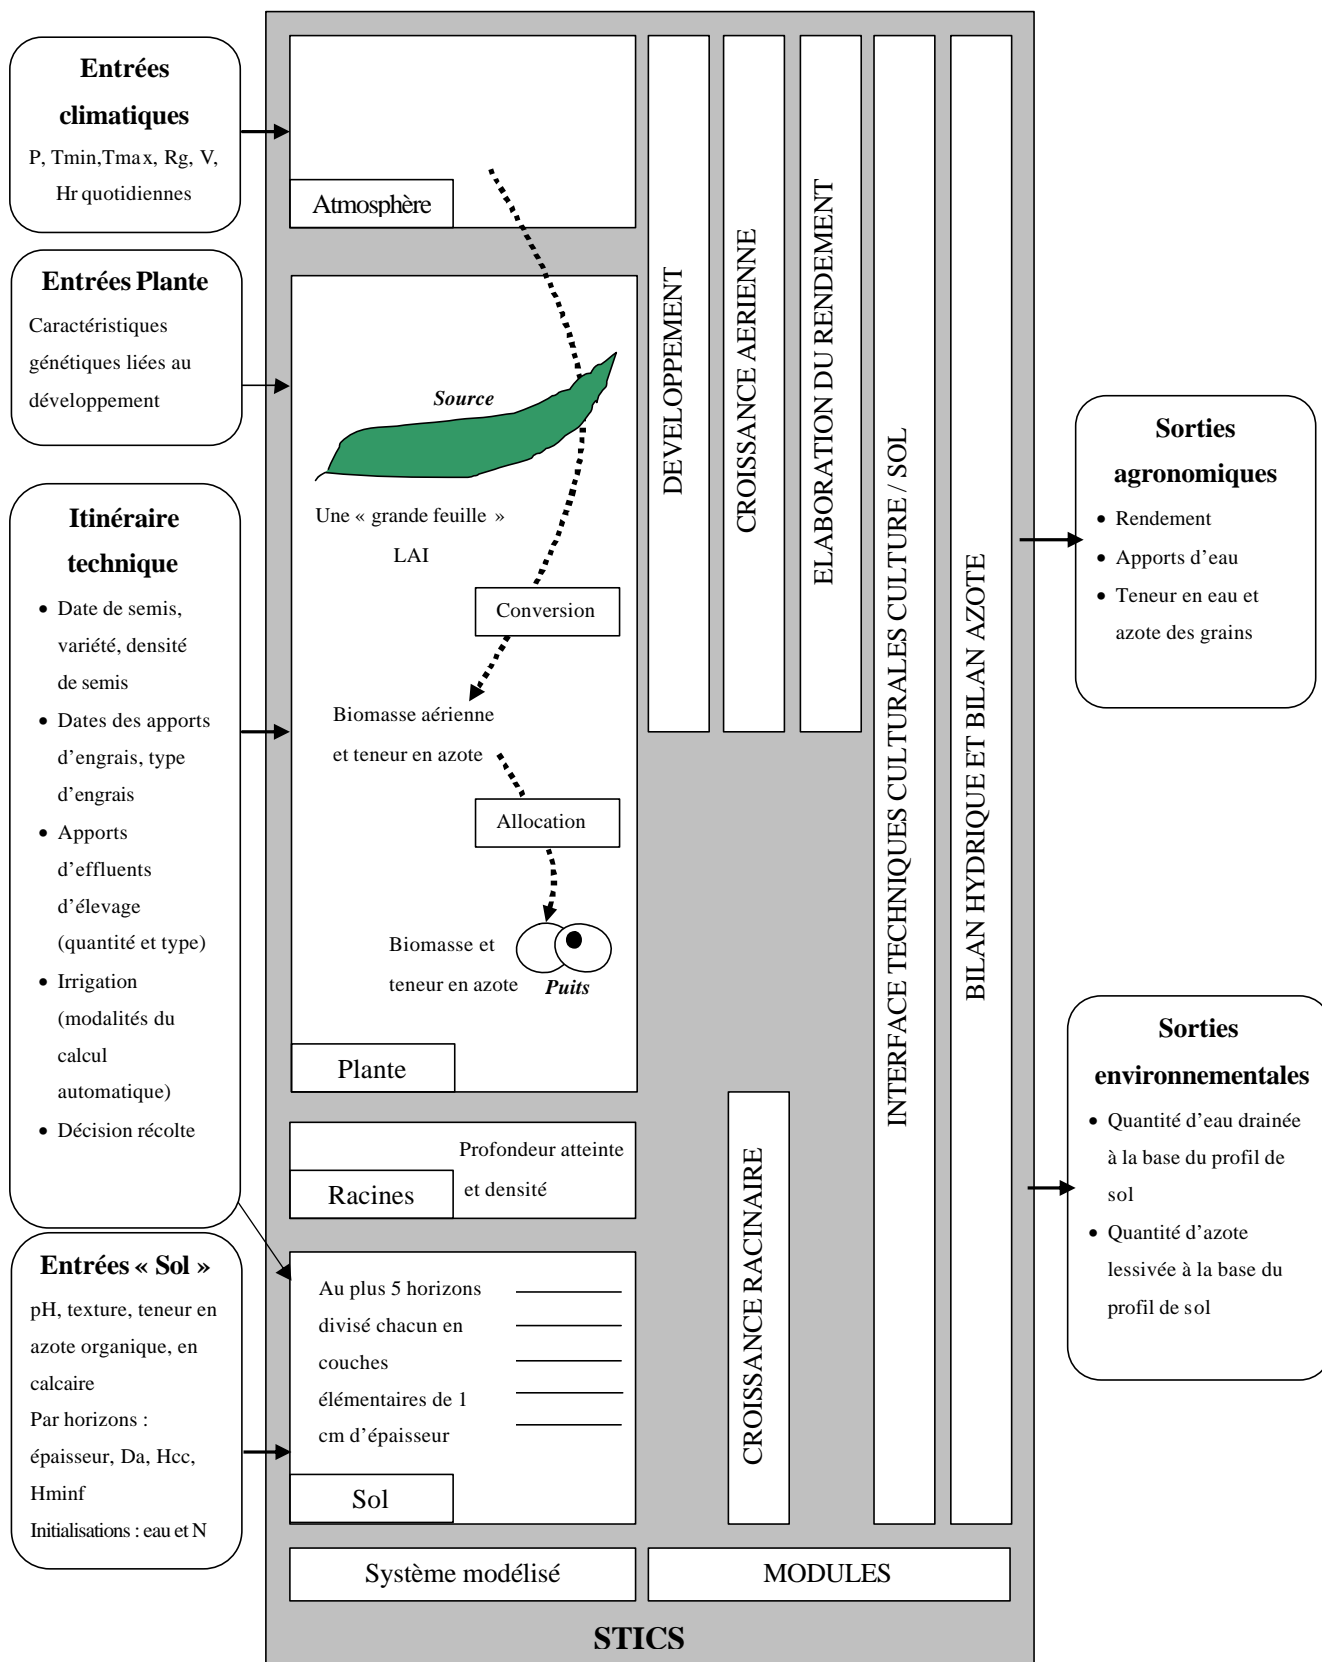 Entrées
climatiques
P, Tmin,Tmax, Rg, V,
Hr quotidiennes
Entrées Plante
Caractéristiques
génétiques liées au
développement
Itinéraire
technique
• Date de semis,
variété, densité
de semis
• Dates des apports
d’engrais, type
d’engrais
• Apports
d’effluents
d’élevage
(quantité et type)
• Irrigation
(modalités du
calcul
automatique)
• Décision récolte
Entrées « Sol »
pH, texture, teneur en
azote organique, en
calcaire
Par horizons :
épaisseur, Da, Hcc,
Hminf
Initialisations : eau et N
Atmosphère
Source
Une « grande feuille »
LAI
Conversion
Biomasse aérienne
et teneur en azote
Allocation
Biomasse et
teneur en azote
Puits
Plante
Profondeur atteinte
et densité
Racines
Au plus 5 horizons
divisé chacun en
couches
élémentaires de 1
cm d’épaisseur
Sol
Système modélisé
DEVELOPPEMENT
CROISSANCE AERIENNE
ELABORATION DU RENDEMENT
INTERFACE TECHNIQUES CULTURALES CULTURE / SOL
BILAN HYDRIQUE ET BILAN AZOTE
CROISSANCE RACINAIRE
MODULES
STICS
Sorties
agronomiques
• Rendement
• Apports d’eau
• Teneur en eau et
azote des grains
Sorties
environnementales
• Quantité d’eau drainée
à la base du profil de
sol
• Quantité d’azote
lessivée à la base du
profil de sol